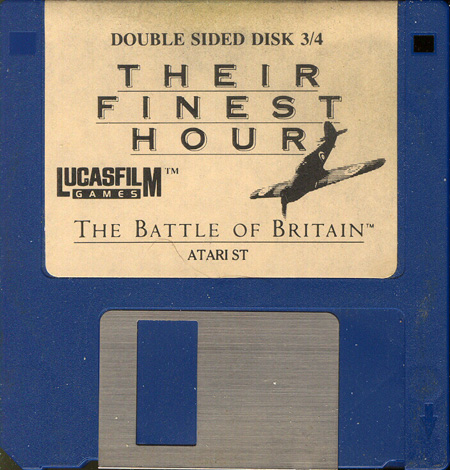 DOUBLE SIDED DISK 3/4
THEIR
FINEST
HOUR
LUCASFILM™
GAMES
THE BATTLE OF BRITAIN™
ATARI ST